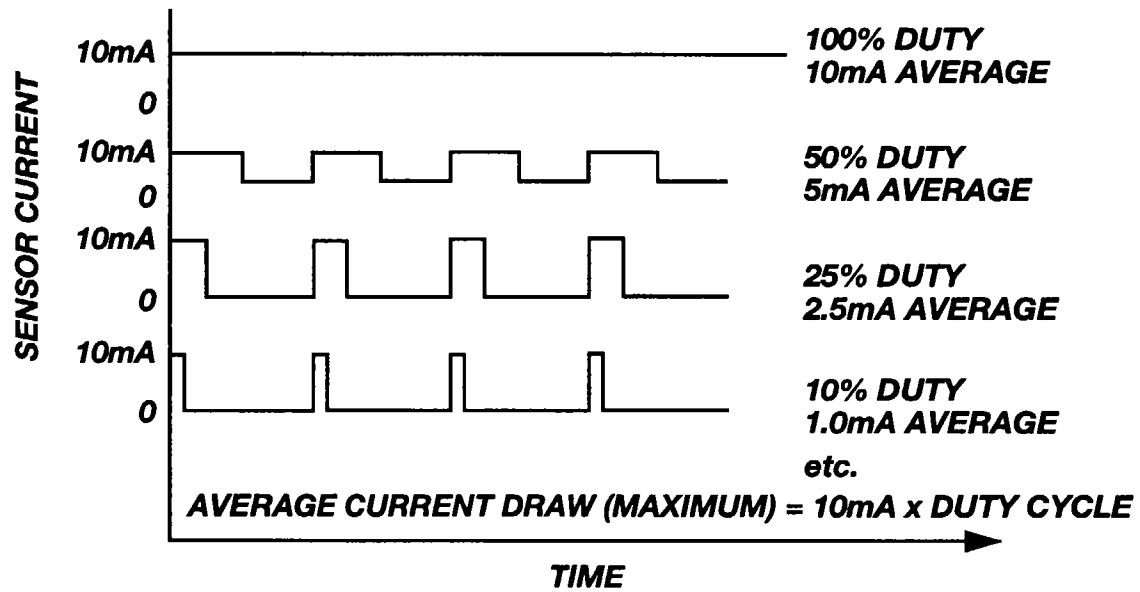 SENSOR CURRENT
10mA
0
100% DUTY
10mA AVERAGE
10mA
0
50% DUTY
5mA AVERAGE
10mA
0
25% DUTY
2.5mA AVERAGE
10mA
0
10% DUTY
1.0mA AVERAGE
etc.
AVERAGE CURRENT DRAW (MAXIMUM) = 10mA x DUTY CYCLE
TIME